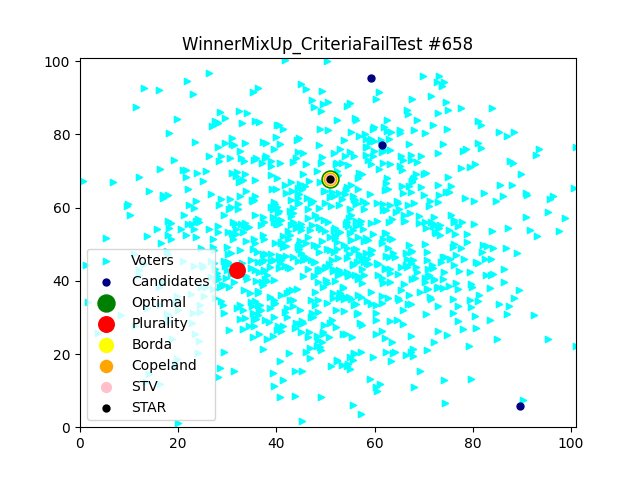 WinnerMixUp_CriteriaFailTest #658
100
80
60
40
20
0
Voters
Candidates
Optimal
Plurality
Borda
Copeland
STV
STAR
0 20 40 60 80 100